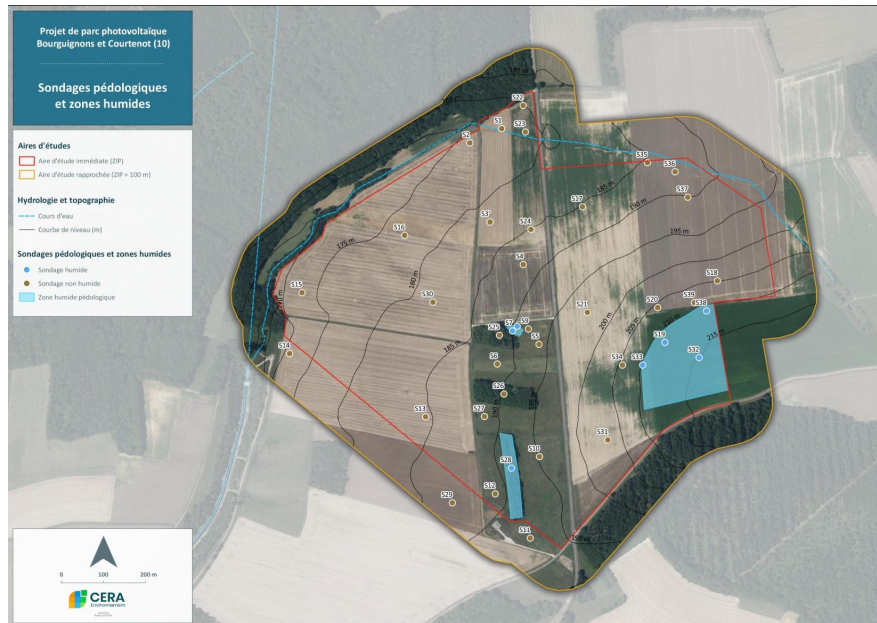 Projet de parc photovoltaïque
Bourguignons et Courtenot (10)
Sondages pédologiques
et zones humides
Aires d'études
Aire d'étude immédiate (ZIP)
Aire d'étude rapprochée (ZIP + 100 m)
Hydrologie et topographie
Cours d'eau
Courbe de niveau (m)
Sondages pédologiques et zones humides
Sondage humide
Sondage non humide
Zone humide pédologique
0 100 200 m
CERA
Environnement
185 m
S22
S1
S23
S2
S35
S36
S37
185 m
S17
190 m
S3
S24
S16
195 m
175 m
S4
180 m
S18
S15
S30
S39
S38
S20
S21
200 m
205 m
S7
S9
S25
S5
S19
215
185 m
S14
S6
S34
S33
S32
S26
190 m
195 m
S13
S27
S31
S10
S28
S12
S29
S11